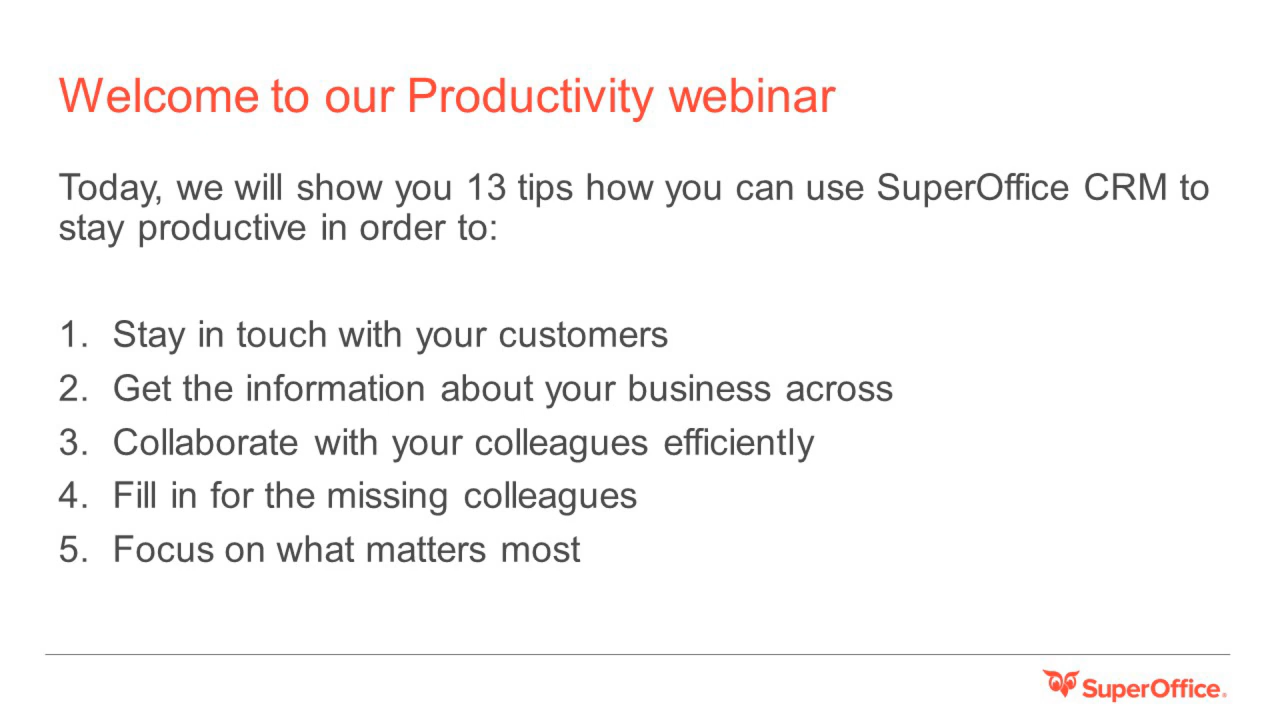 Welcome to our Productivity webinar
Today, we will show you 13 tips how you can use SuperOffice CRM to
stay productive in order to:
1. Stay in touch with your customers
2. Get the information about your business across
3. Collaborate with your colleagues efficiently
4. Fill in for the missing colleagues
5. Focus on what matters most
SuperOffice.